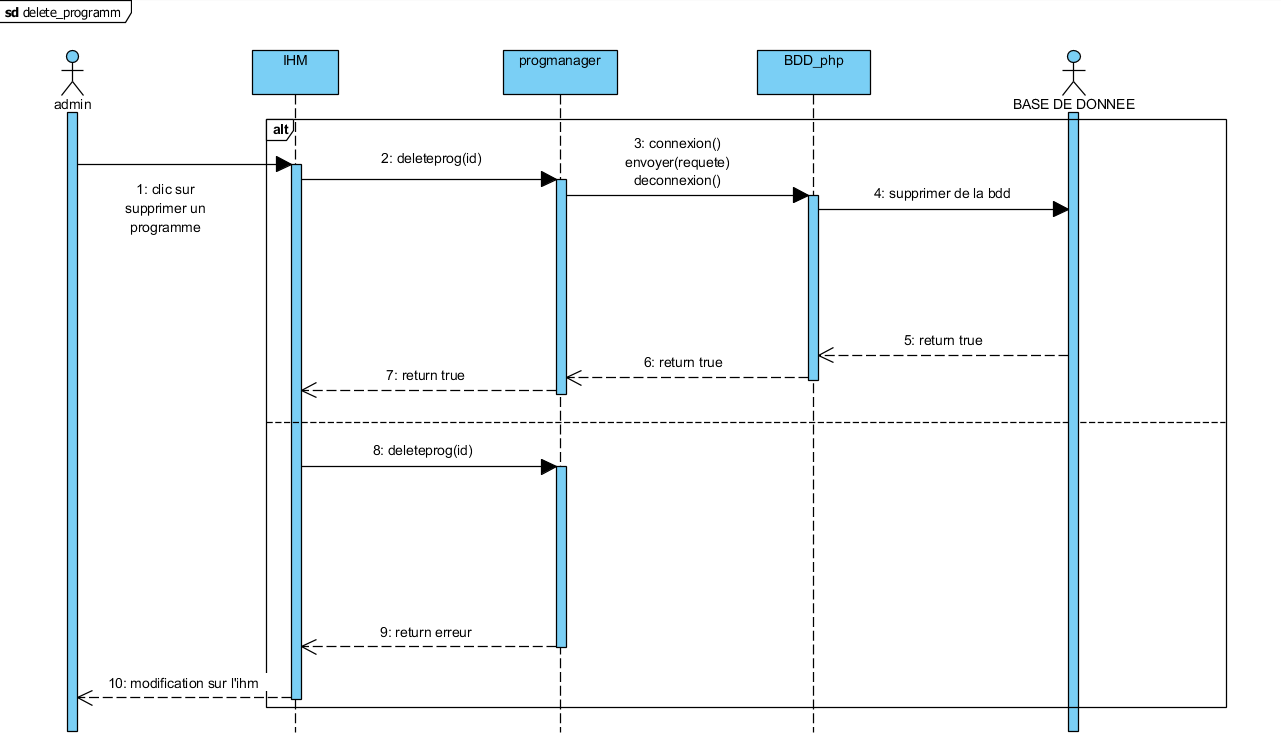 sd delete_programm
admin
IHM
progmanager
BDD_php
BASE DE DONNEE
alt
1: clic sur
supprimer un
programme
2: deleteprog(id)
3: connexion()
envoyer(requete)
deconnexion()
4: supprimer de la bdd
5: return true
6: return true
7: return true
8: deleteprog(id)
9: return erreur
10: modification sur l'ihm